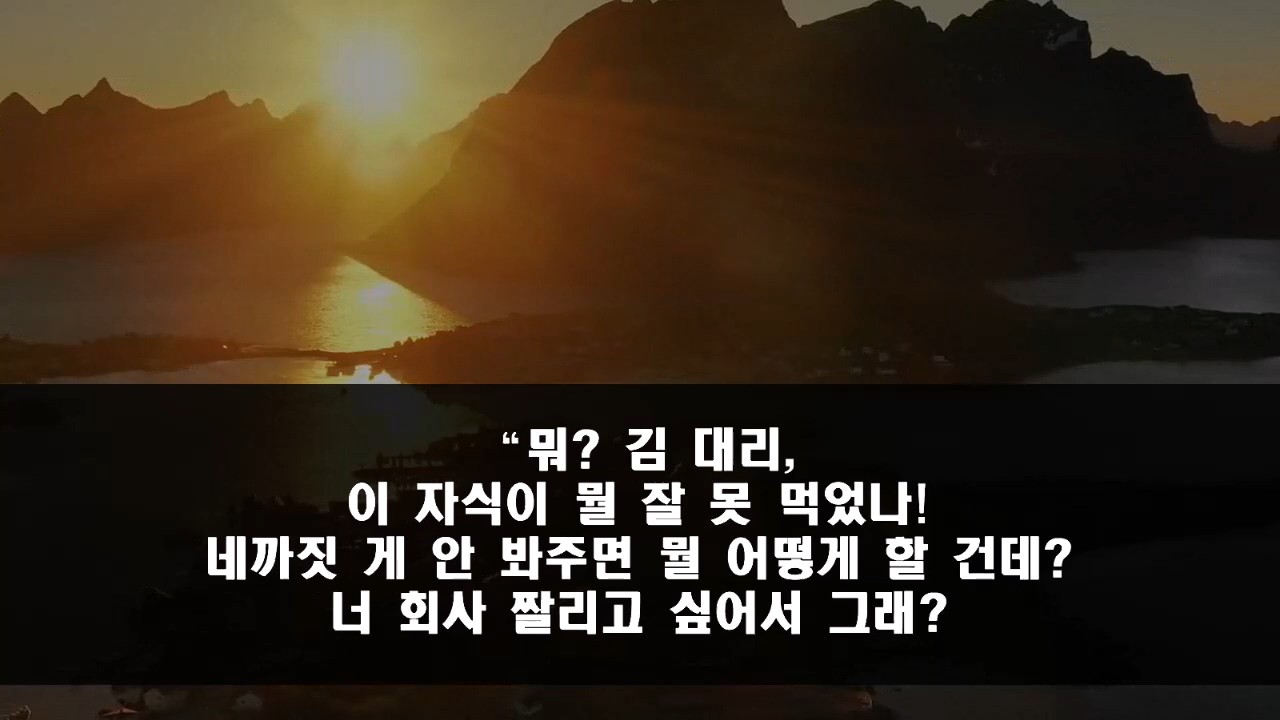 “뭐? 김 대리,
이 자식이 뭘 잘 못 먹었나!
네까짓 게 안 봐주면 뭘 어떻게 할 건데?
너 회사 짤리고 싶어서 그래?